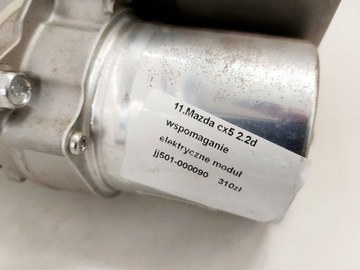 11.Mazda cx5 2.2d
wspomaganie
elektryczne moduł
jj501-000090 310zł